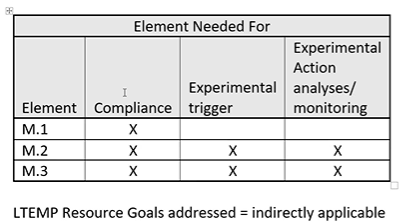 Element Needed For
Element Compliance Experimental trigger Experimental Action analyses/ monitoring
M.1 X
M.2 X X X
M.3 X X X
LTEMP Resource Goals addressed = indirectly applicable